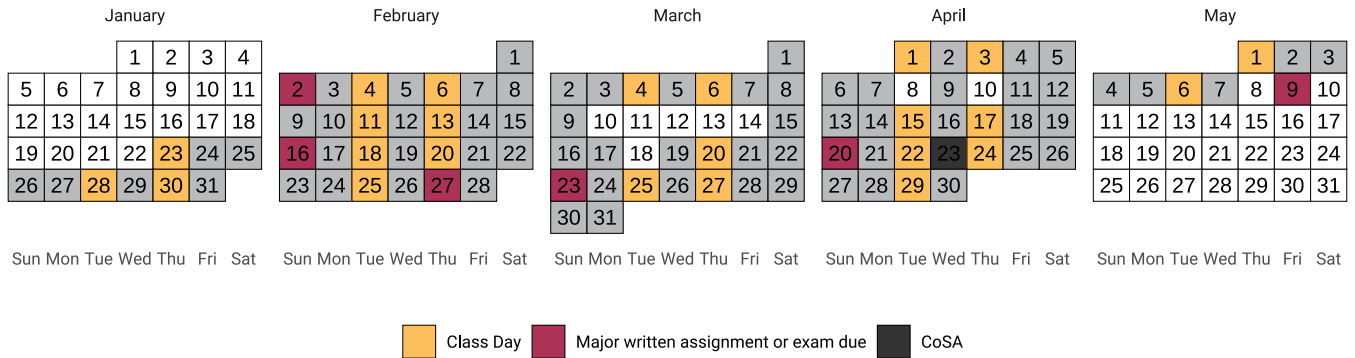 January February March April May
1 2 3 4 1 1 1 2 3 4 5 1 2 3
5 6 7 8 9 10 11 2 3 4 5 6 7 8 2 3 4 5 6 7 8 6 7 8 9 10 11 12 4 5 6 7 8 9 10
12 13 14 15 16 17 18 9 10 11 12 13 14 15 9 10 11 12 13 14 15 13 14 15 16 17 18 19 11 12 13 14 15 16 17
19 20 21 22 23 24 25 16 17 18 19 20 21 22 16 17 18 19 20 21 22 20 21 22 23 24 25 26 18 19 20 21 22 23 24
26 27 28 29 30 31 23 24 25 26 27 28 23 24 25 26 27 28 29 27 28 29 30 25 26 27 28 29 30 31
30 31
Sun Mon Tue Wed Thu Fri Sat Sun Mon Tue Wed Thu Fri Sat Sun Mon Tue Wed Thu Fri Sat Sun Mon Tue Wed Thu Fri Sat Sun Mon Tue Wed Thu Fri Sat
Class Day Major written assignment or exam due CoSA